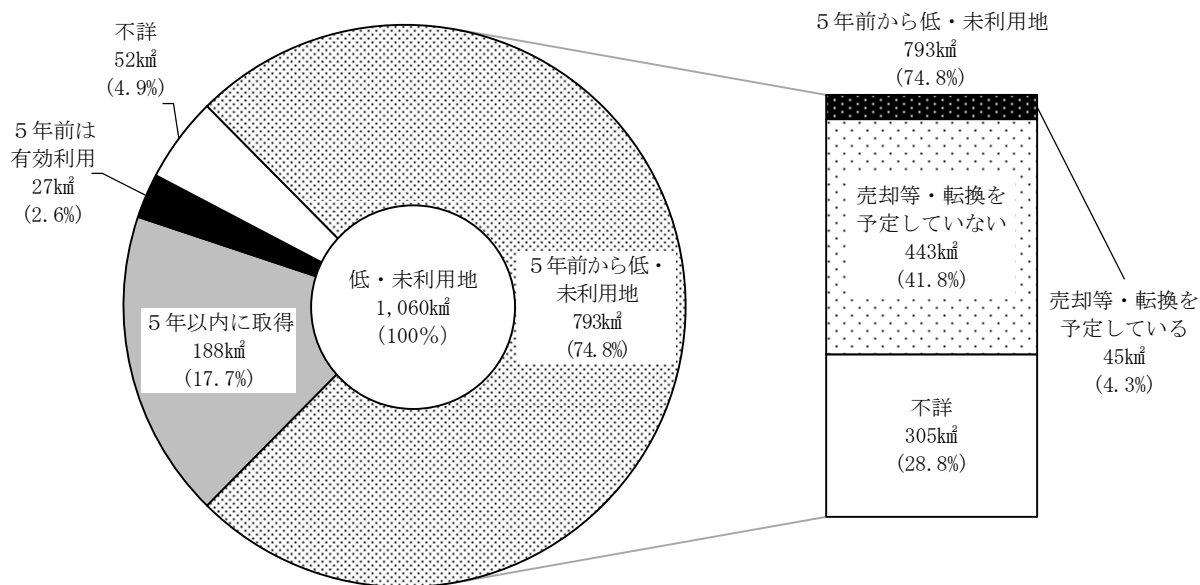 不詳
52k㎡
(4.9%)
５年前は
有効利用
27k㎡
(2.6%)
５年以内に取得
188k㎡
(17.7%)
低・未利用地
1,060k㎡
(100％)
５年前から低・
未利用地
793k㎡
(74.8%)
５年前から低・未利用地
793k㎡
(74.8%)
売却等・転換を
予定していない
443k㎡
(41.8%)
売却等・転換を
予定している
45k㎡
(4.3%)
不詳
305k㎡
(28.8%)